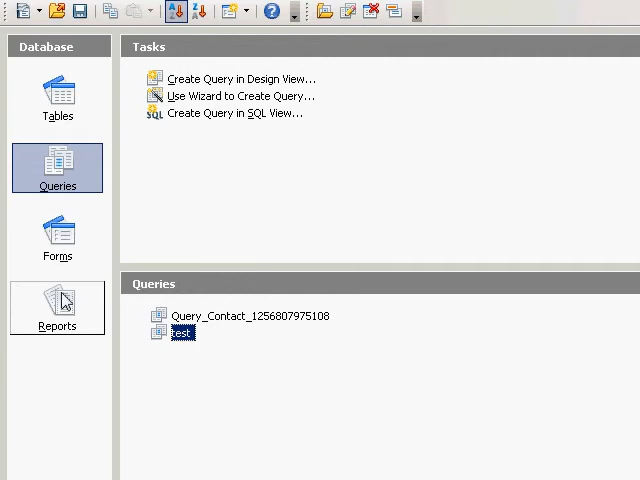 Database
Tasks
Create Query in Design View...
Use Wizard to Create Query...
SQL Create Query in SQL View...
Tables
Queries
Forms
Reports
Queries
Query_Contact_1256807975108
test